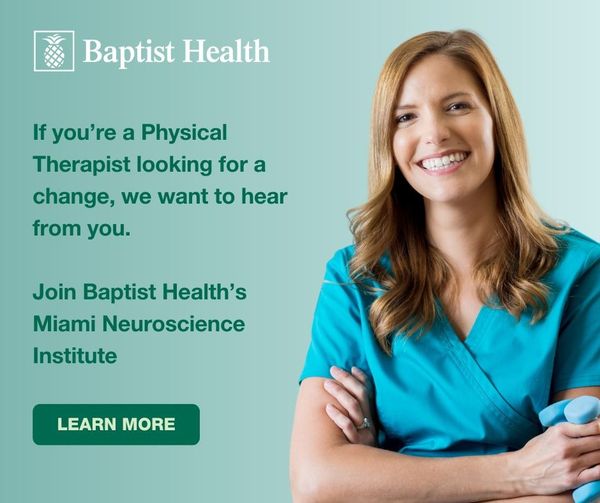 Baptist Health
If you’re a Physical
Therapist looking for a
change, we want to hear
from you.
Join Baptist Health’s
Miami Neuroscience
Institute
LEARN MORE